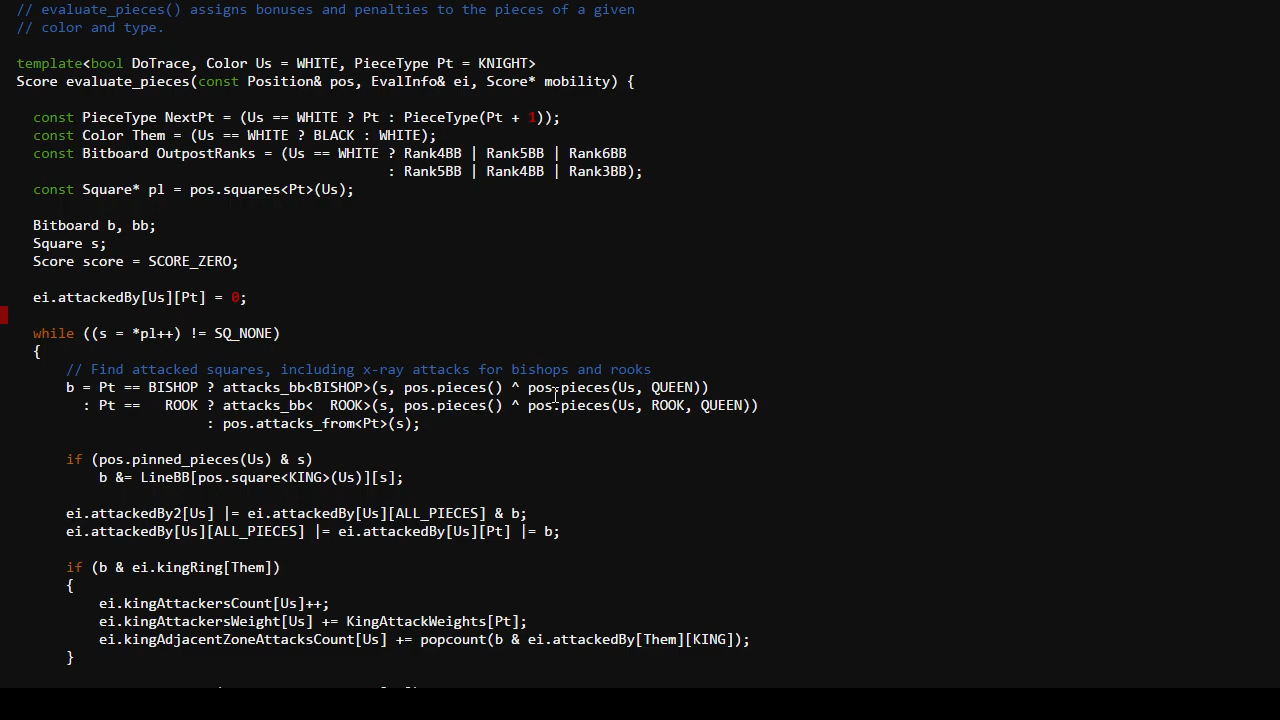 // evaluate_pieces() assigns bonuses and penalties to the pieces of a given
// color and type.
template<bool DoTrace, Color Us = WHITE, PieceType Pt = KNIGHT>
Score evaluate_pieces(const Position& pos, EvalInfo& ei, Score* mobility) {
const PieceType NextPt = (Us == WHITE ? Pt : PieceType(Pt + 1));
const Color Them = (Us == WHITE ? BLACK : WHITE);
const Bitboard OutpostRanks = (Us == WHITE ? Rank4BB | Rank5BB | Rank6BB
: Rank5BB | Rank4BB | Rank3BB);
const Square* pl = pos.squares<Pt>(Us);
Bitboard b, bb;
Square s;
Score score = SCORE_ZERO;
ei.attackedBy[Us][Pt] = 0;
while ((s = *pl++) != SQ_NONE)
{
// Find attacked squares, including x-ray attacks for bishops and rooks
b = Pt == BISHOP ? attacks_bb<BISHOP>(s, pos.pieces() ^ pos.pieces(Us, QUEEN))
: Pt ==   ROOK ? attacks_bb<  ROOK>(s, pos.pieces() ^ pos.pieces(Us, ROOK, QUEEN))
: pos.attacks_from<Pt>(s);
if (pos.pinned_pieces(Us) & s)
b &= LineBB[pos.square<KING>(Us)][s];
ei.attackedBy2[Us] |= ei.attackedBy[Us][ALL_PIECES] & b;
ei.attackedBy[Us][ALL_PIECES] |= ei.attackedBy[Us][Pt] |= b;
if (b & ei.kingRing[Them])
{
ei.kingAttackersCount[Us]++;
ei.kingAttackersWeight[Us] += KingAttackWeights[Pt];
ei.kingAdjacentZoneAttacksCount[Us] += popcount(b & ei.attackedBy[Them][KING]);
}